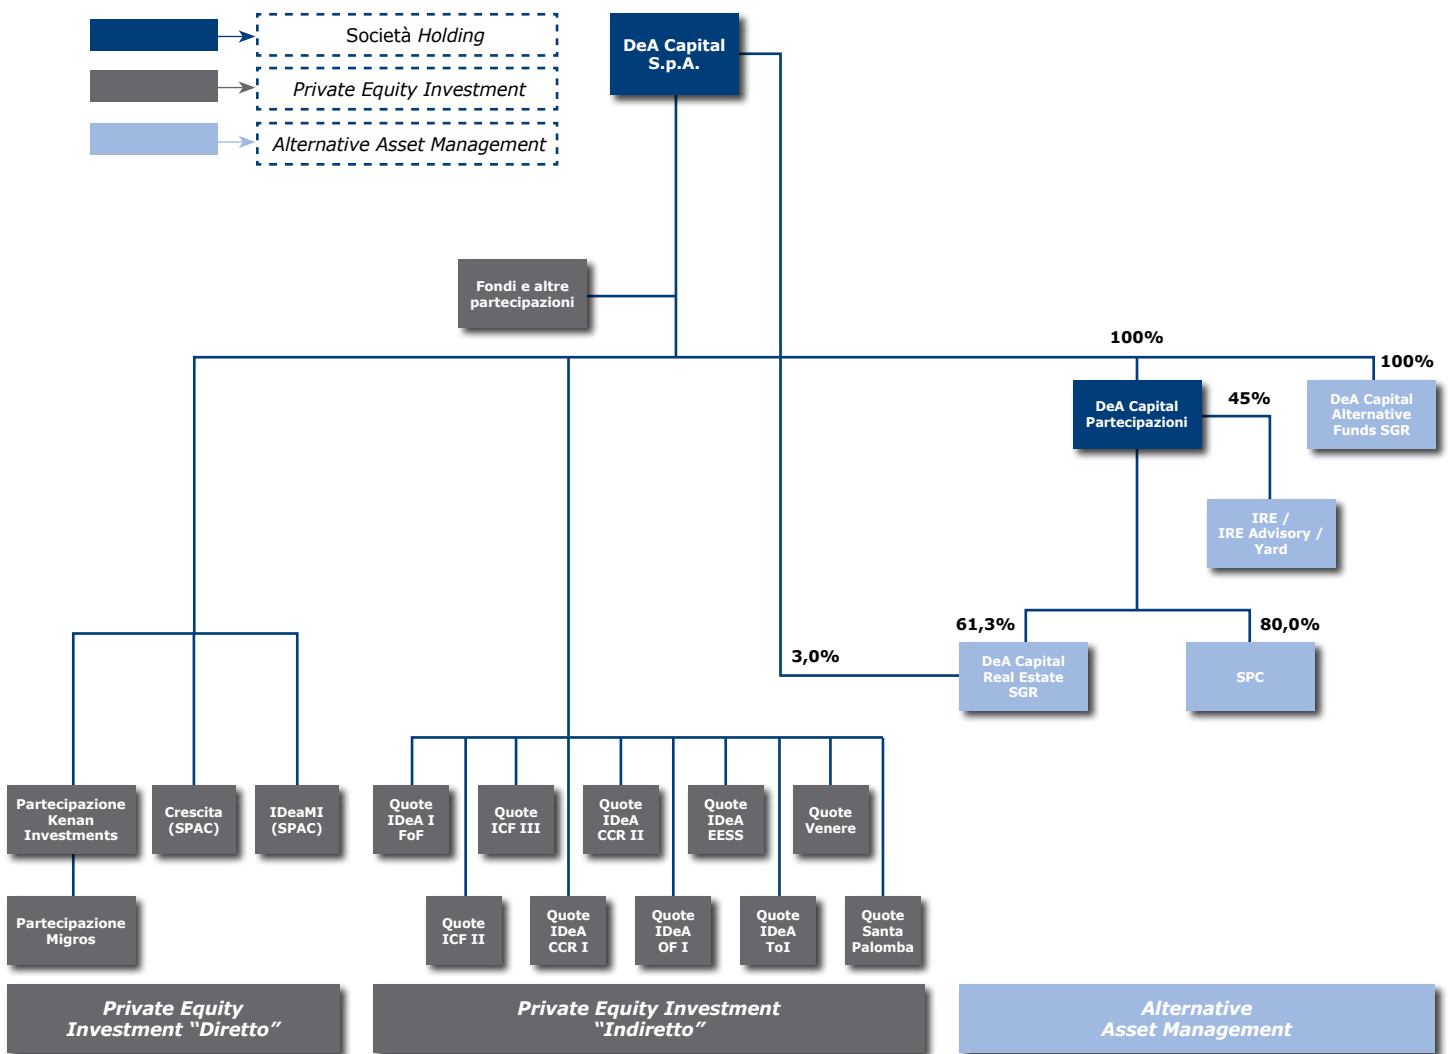 Società Holding
Private Equity Investment
Alternative Asset Management
DeA Capital
S.p.A.
Fondi e altre
partecipazioni
100%
100%
DeA Capital
Partecipazioni
45%
DeA Capital
Alternative
Funds SGR
IRE /
IRE Advisory /
Yard
61,3%
80,0%
3,0%
DeA Capital
Real Estate
SGR
SPC
Partecipazione
Kenan
Investments
Crescita
(SPAC)
IDeaMI
(SPAC)
Quote
IDeA I
FoF
Quote
ICF III
Quote
IDeA
CCR II
Quote
IDeA
EESS
Quote
Venere
Partecipazione
Migros
Quote
ICF II
Quote
IDeA
CCR I
Quote
IDeA
OF I
Quote
IDeA
ToI
Quote
Santa
Palomba
Private Equity
Investment “Diretto”
Private Equity Investment
“Indiretto”
Alternative
Asset Management